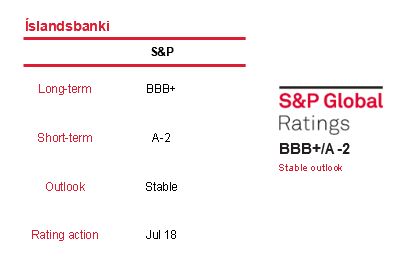 Íslandsbanki
S&P
Long-term BBB+
Short-term A-2
Outlook Stable
Rating action Jul 18
S&P Global
Ratings
BBB+/A-2
Stable outlook